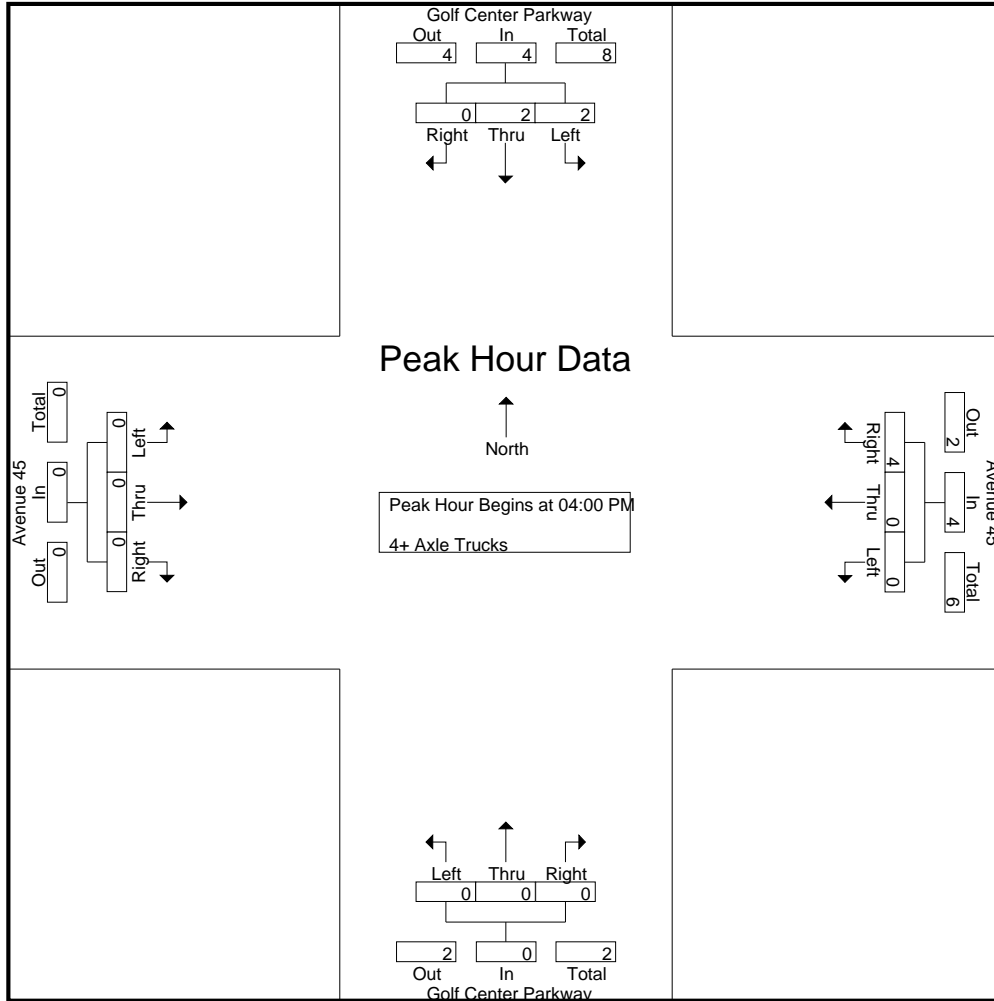 Golf Center Parkway
Out In Total
4 4 8
0 2 2
Right Thru Left
Peak Hour Data
North
Peak Hour Begins at 04:00 PM
4+ Axle Trucks
Avenue 45
Total In Out
0 0 0
0 0 0
Left Thru Right
Avenue 45
Out In Total
2 4 6
4 0 0
Right Thru Left
Left Thru Right
0 0 0
2 0 2
Out In Total
Golf Center Parkway